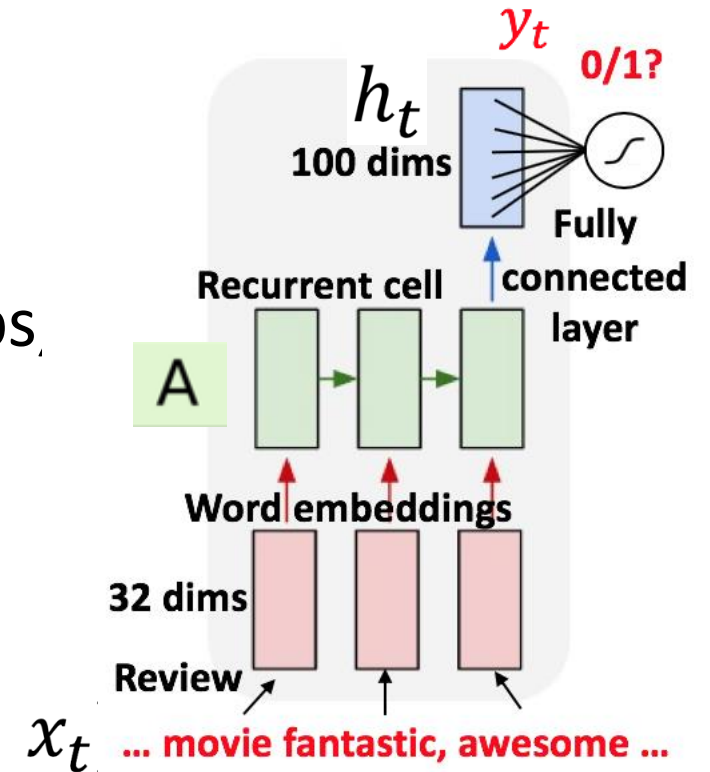 y_t
0/1?
h_t
100 dims
Fully
connected
layer
Recurrent cell
os,
A
Word embeddings
32 dims
Review
x_t
... movie fantastic, awesome ...